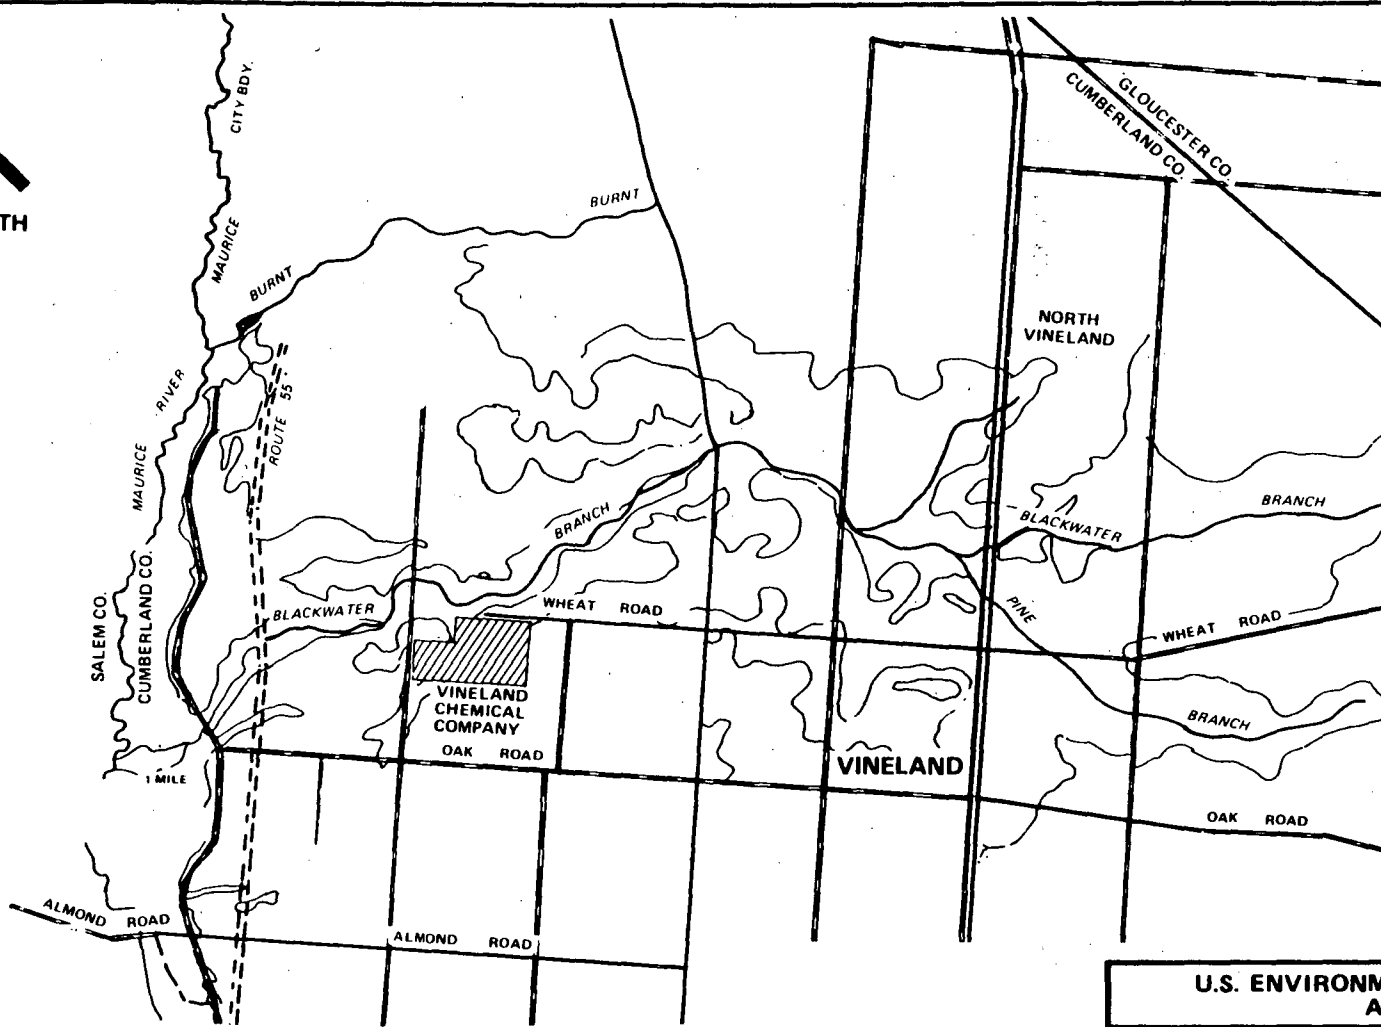 CITY BDY.
GLOUCESTER CO.
CUMBERLAND CO.
TH
BURNT
MAURICE
BURNT
NORTH
VINELAND
RIVER
ROUTE 55
MAURICE
BRANCH
BRANCH
BLACKWATER
SALEM CO.
CUMBERLAND CO.
BLACKWATER
WHEAT ROAD
PINE
WHEAT ROAD
VINELAND
CHEMICAL
COMPANY
BRANCH
OAK ROAD
VINELAND
1 MILE
OAK ROAD
ALMOND ROAD
ALMOND ROAD
U.S. ENVIRONM
A